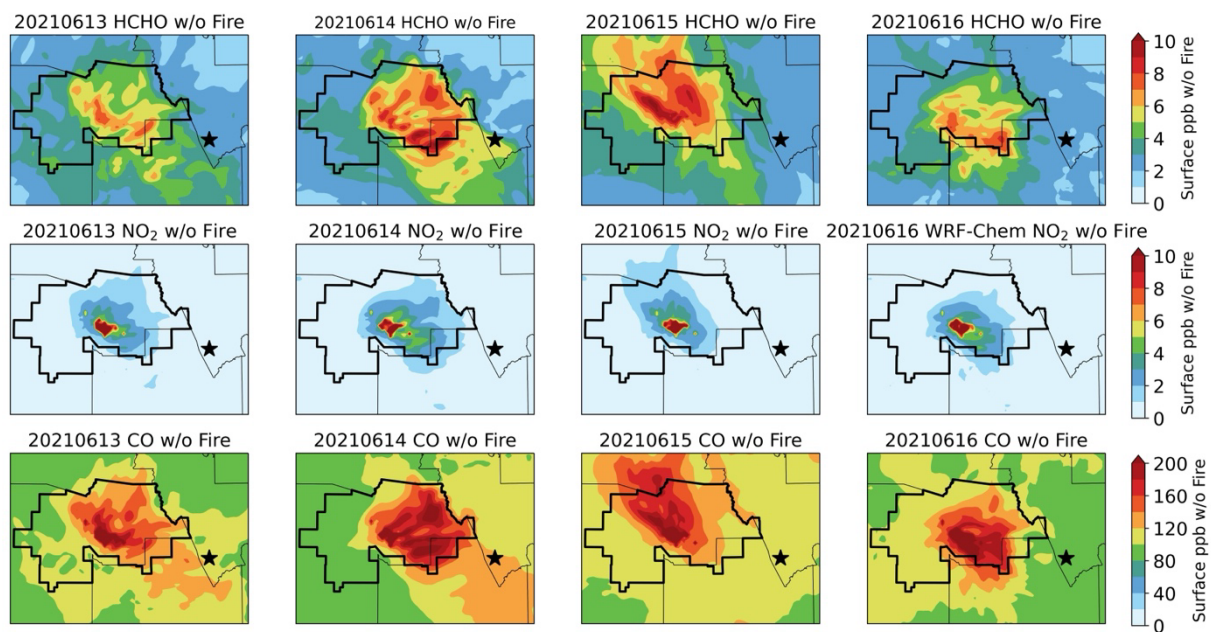 20210613 HCHO w/o Fire
20210614 HCHO w/o Fire
20210615 HCHO w/o Fire
20210616 HCHO w/o Fire
10
8
6
4
2
0
Surface ppb w/o Fire
20210613 NO₂ w/o Fire
20210614 NO₂ w/o Fire
20210615 NO₂ w/o Fire
20210616 WRF-Chem NO₂ w/o Fire
10
8
6
4
2
0
Surface ppb w/o Fire
20210613 CO w/o Fire
20210614 CO w/o Fire
20210615 CO w/o Fire
20210616 CO w/o Fire
200
160
120
80
40
0
Surface ppb w/o Fire